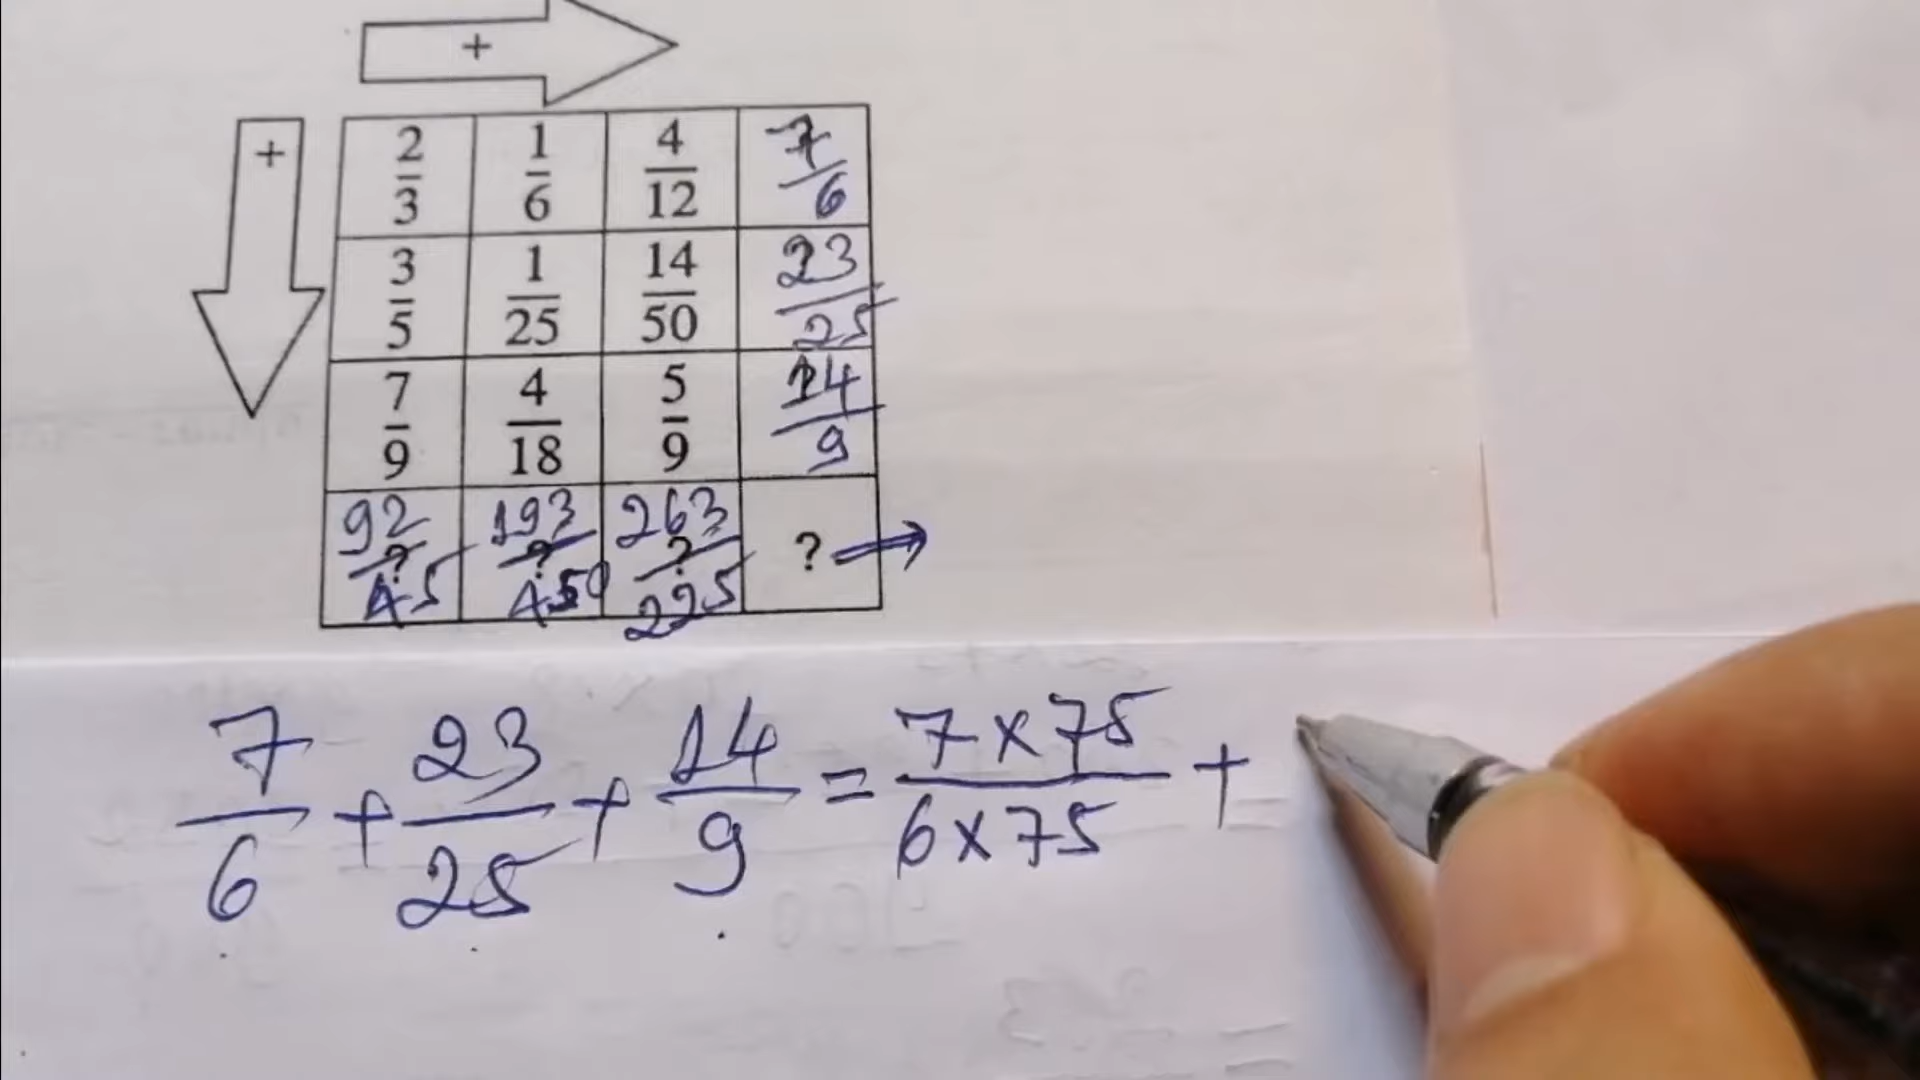 +
+
2/3 1/6 4/12 7/6
3/5 1/25 14/50 23/25
7/9 4/18 5/9 14/9
92/45 ? 193/450 ? 263/225 ? ?
7/6 + 23/25 + 14/9 = 7×75/6×75 +